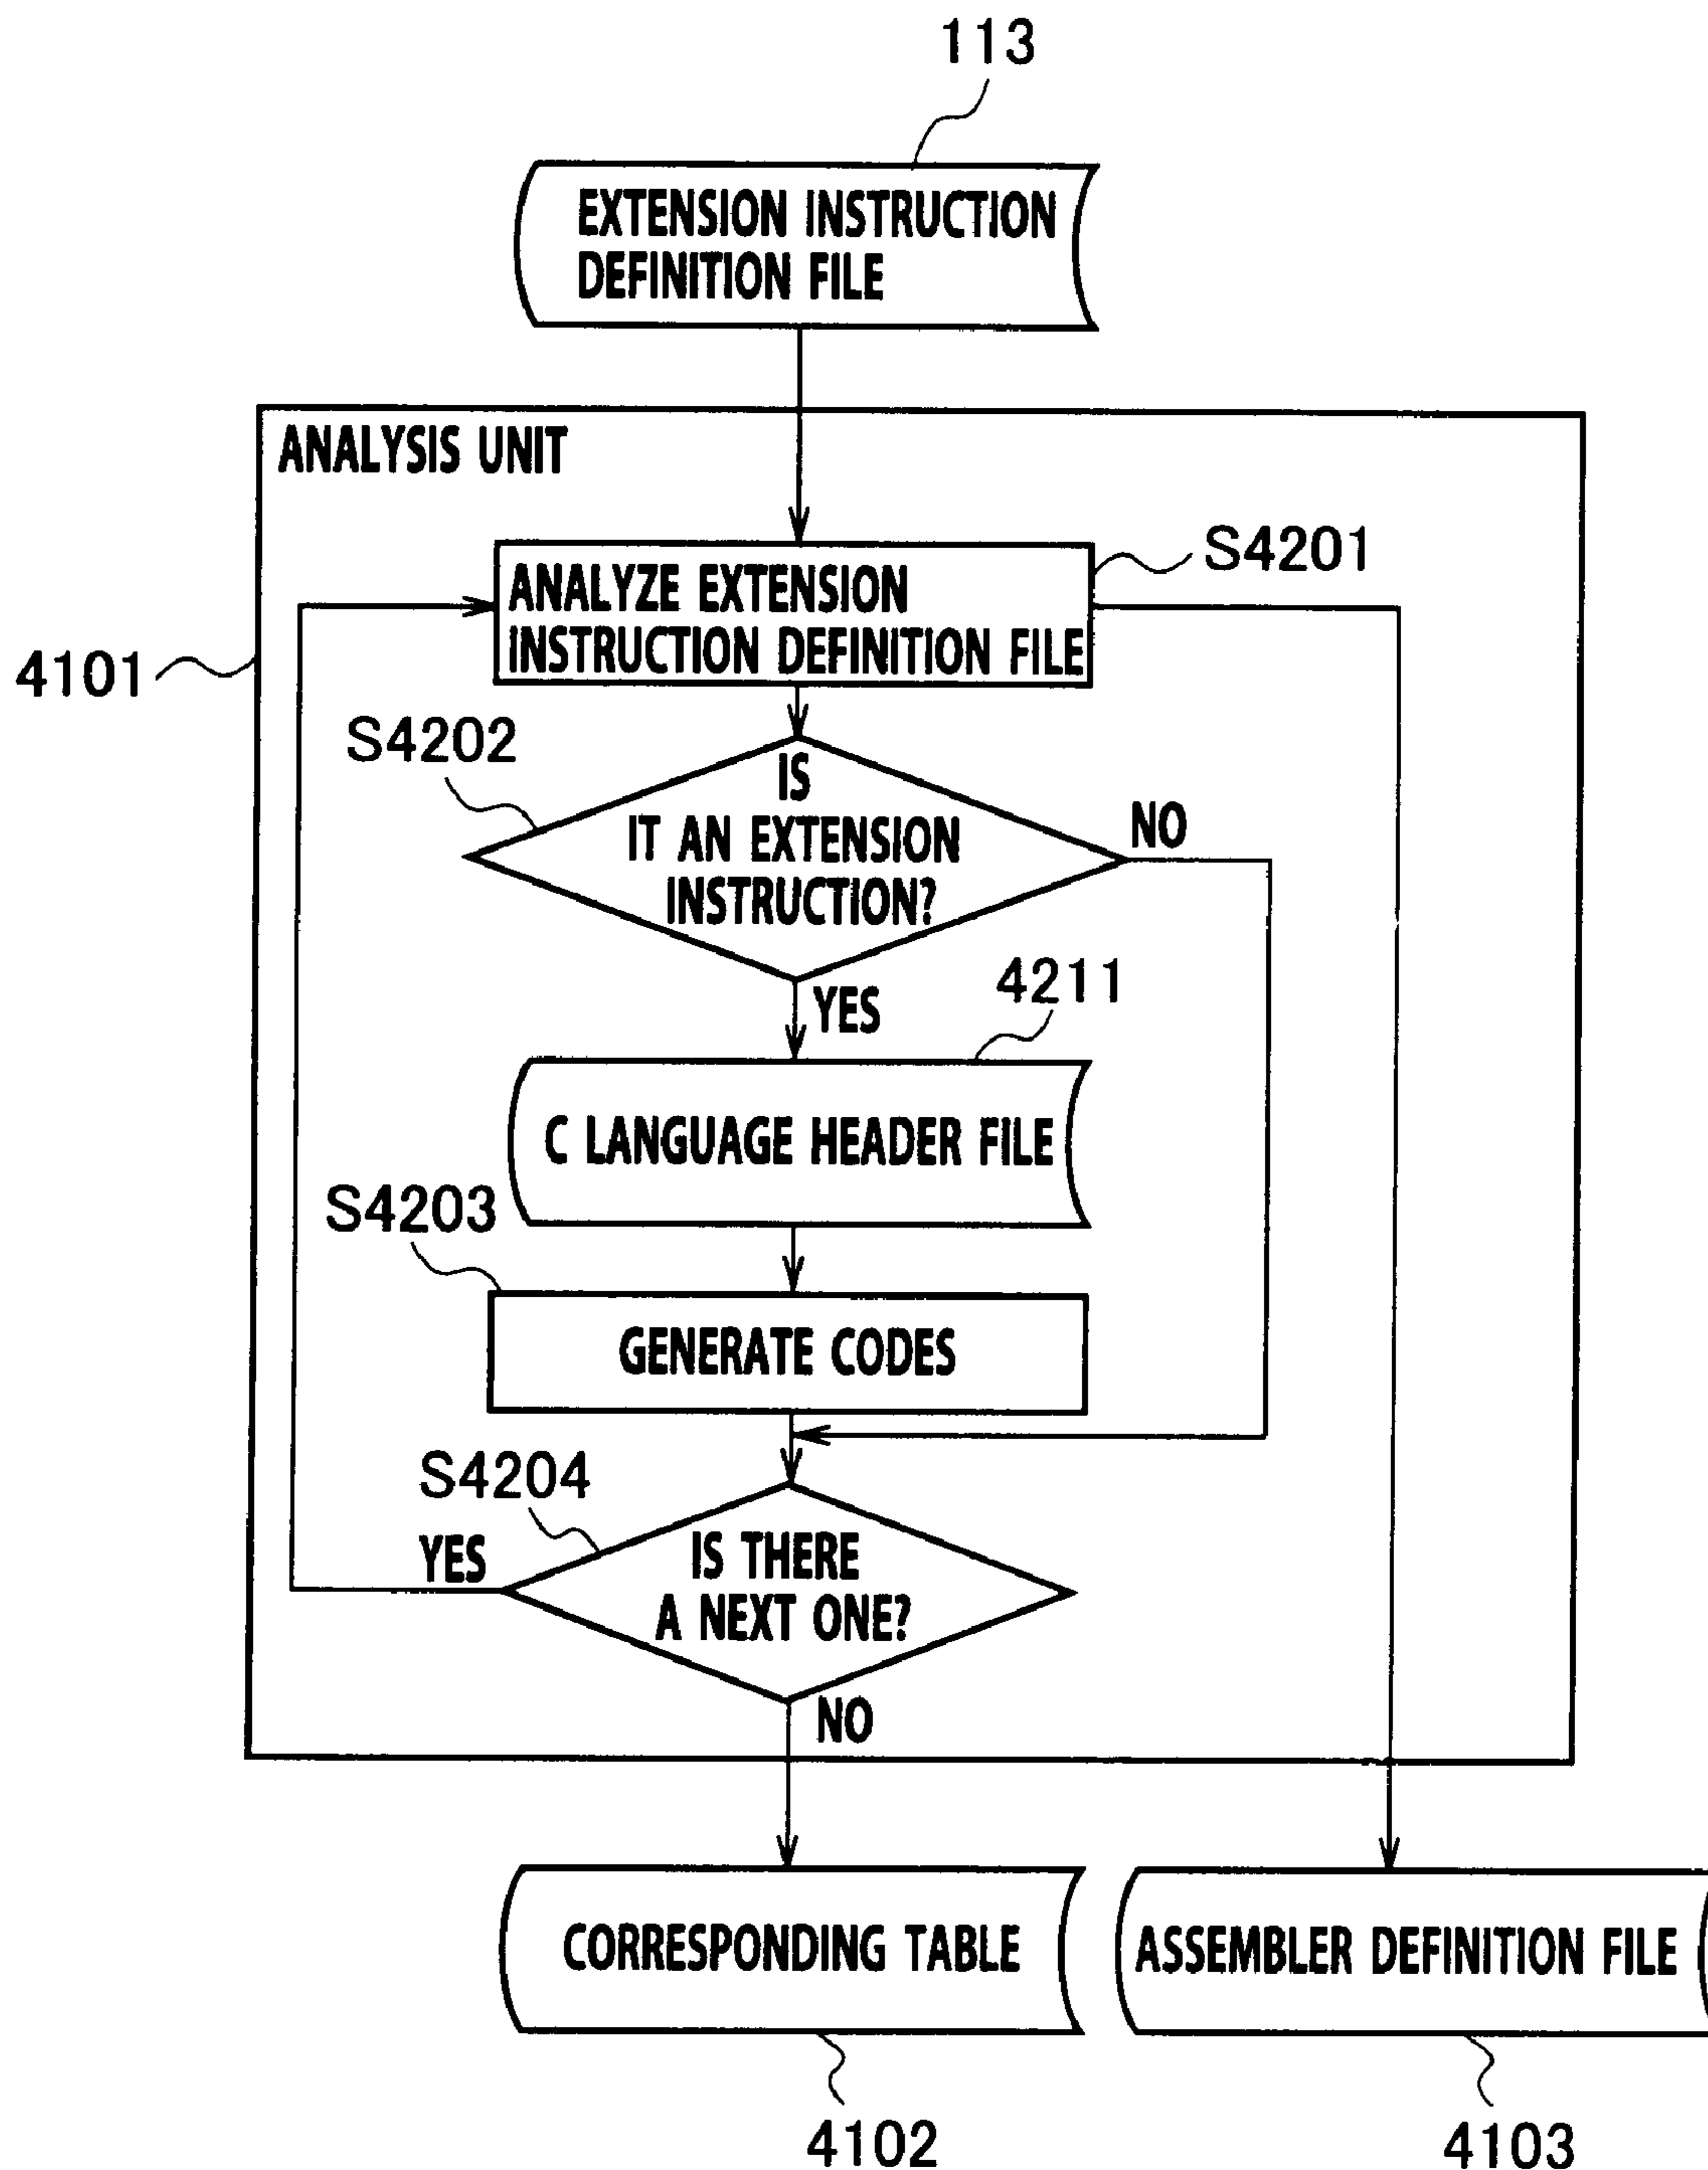 113
EXTENSION INSTRUCTION
DEFINITION FILE
ANALYSIS UNIT
S4201
ANALYZE EXTENSION
INSTRUCTION DEFINITION FILE
4101
S4202
IS
IT AN EXTENSION
INSTRUCTION?
NO
YES
4211
C LANGUAGE HEADER FILE
S4203
GENERATE CODES
S4204
YES
IS THERE
A NEXT ONE?
NO
CORRESPONDING TABLE
ASSEMBLER DEFINITION FILE
4102
4103